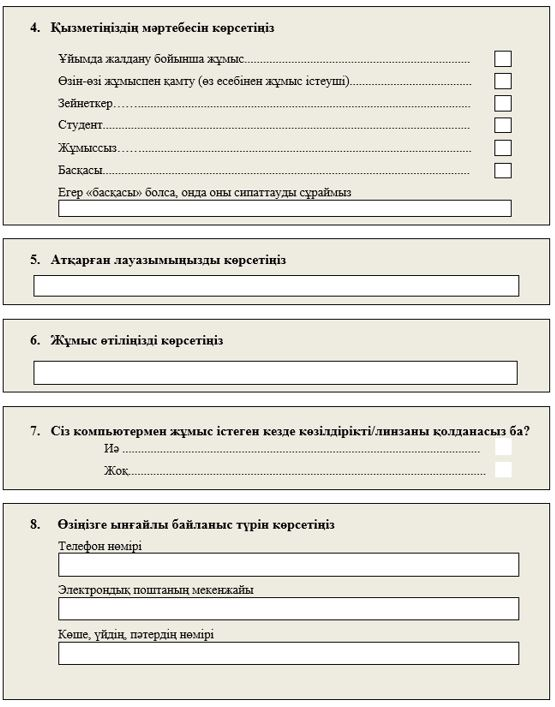 4. Қызметіңіздің мәртебесін көрсетіңіз
Ұйымда жалдану бойынша жұмыс................................................................................
Өзін-өзі жұмыспен қамту (өз есебінен жұмыс істеуші)..........................................
Зейнеткер…….................................................................................................................
Студент...........................................................................................................................
Жұмыссыз…….................................................................................................................
Басқасы...........................................................................................................................
Егер «басқасы» болса, онда оны сипаттауды сұраймыз
5. Атқарған лауазымыңызды көрсетіңіз
6. Жұмыс өтіліңізді көрсетіңіз
7. Сіз компьютермен жұмыс істеген кезде көзілдірікті/линзаны қолданасыз ба?
Иә .......................................................................................................................
Жоқ.......................................................................................................................
8. Өзіңізге ынғайлы байланыс түрін көрсетіңіз
Телефон нөмірі
Электрондық поштаның мекенжайы
Көше, үйдің, пәтердің нөмірі